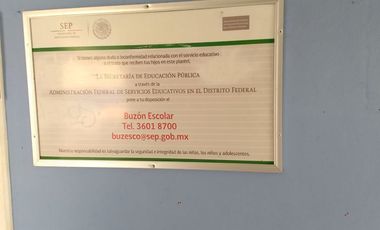 SEP
Si tienes alguna duda o inconformidad relacionada con el servicio educativo
o el trato que reciben tus hijos en este plantel,
LA SECRETARÍA DE EDUCACIÓN PÚBLICA
a través de la
ADMINISTRACIÓN FEDERAL DE SERVICIOS EDUCATIVOS EN EL DISTRITO FEDERAL
pone a tu disposición el
Buzón Escolar
Tel. 3601 8700
buzesco@sep.gob.mx
Nuestra responsabilidad es salvaguardar la seguridad e integridad de las niñas, los niños y adolescentes.